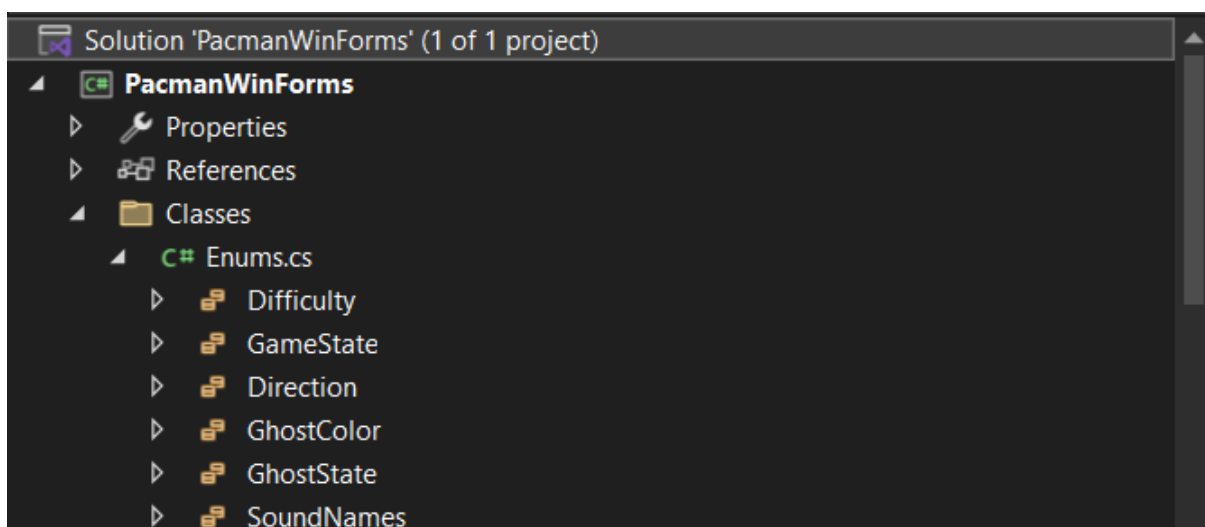 Solution 'PacmanWinForms' (1 of 1 project)
C# PacmanWinForms
Properties
References
Classes
C# Enums.cs
Difficulty
GameState
Direction
GhostColor
GhostState
SoundNames